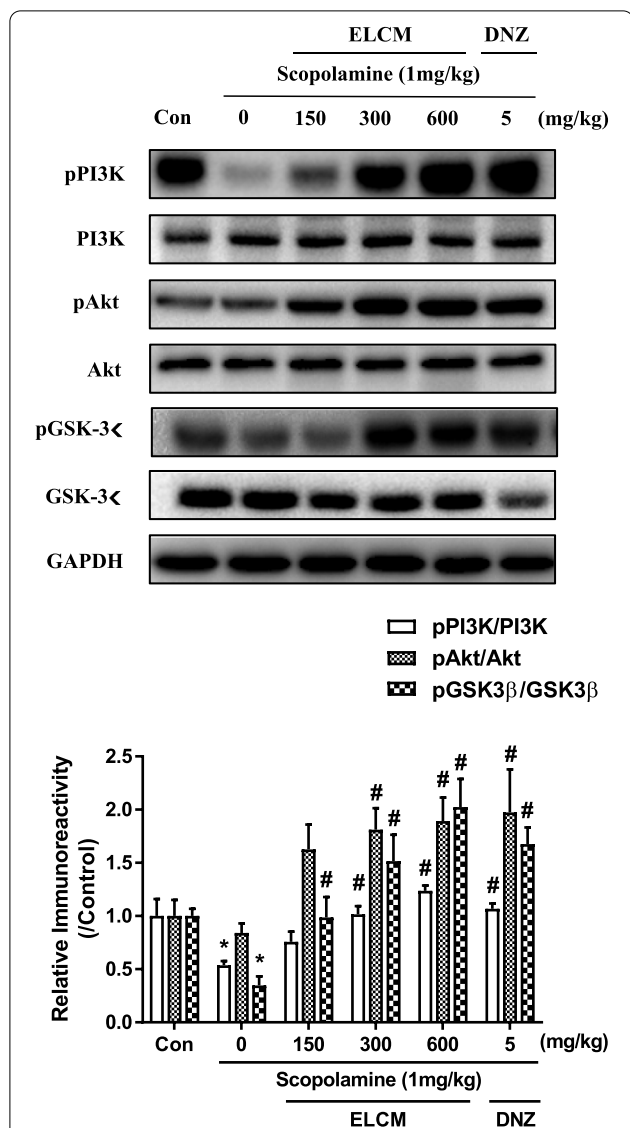 ELCM DNZ
Scopolamine (1mg/kg)
Con 0 150 300 600 5 (mg/kg)
pPI3K
PI3K
pAkt
Akt
pGSK-3<
GSK-3<
GAPDH
pPI3K/PI3K
pAkt/Akt
pGSK3β/GSK3β
Relative Immunoreactivity
(/Control)
2.5
2.0
1.5
1.0
0.5
0.0
* * # # # # # # # # # #
Con 0 150 300 600 5 (mg/kg)
Scopolamine (1mg/kg)
ELCM DNZ